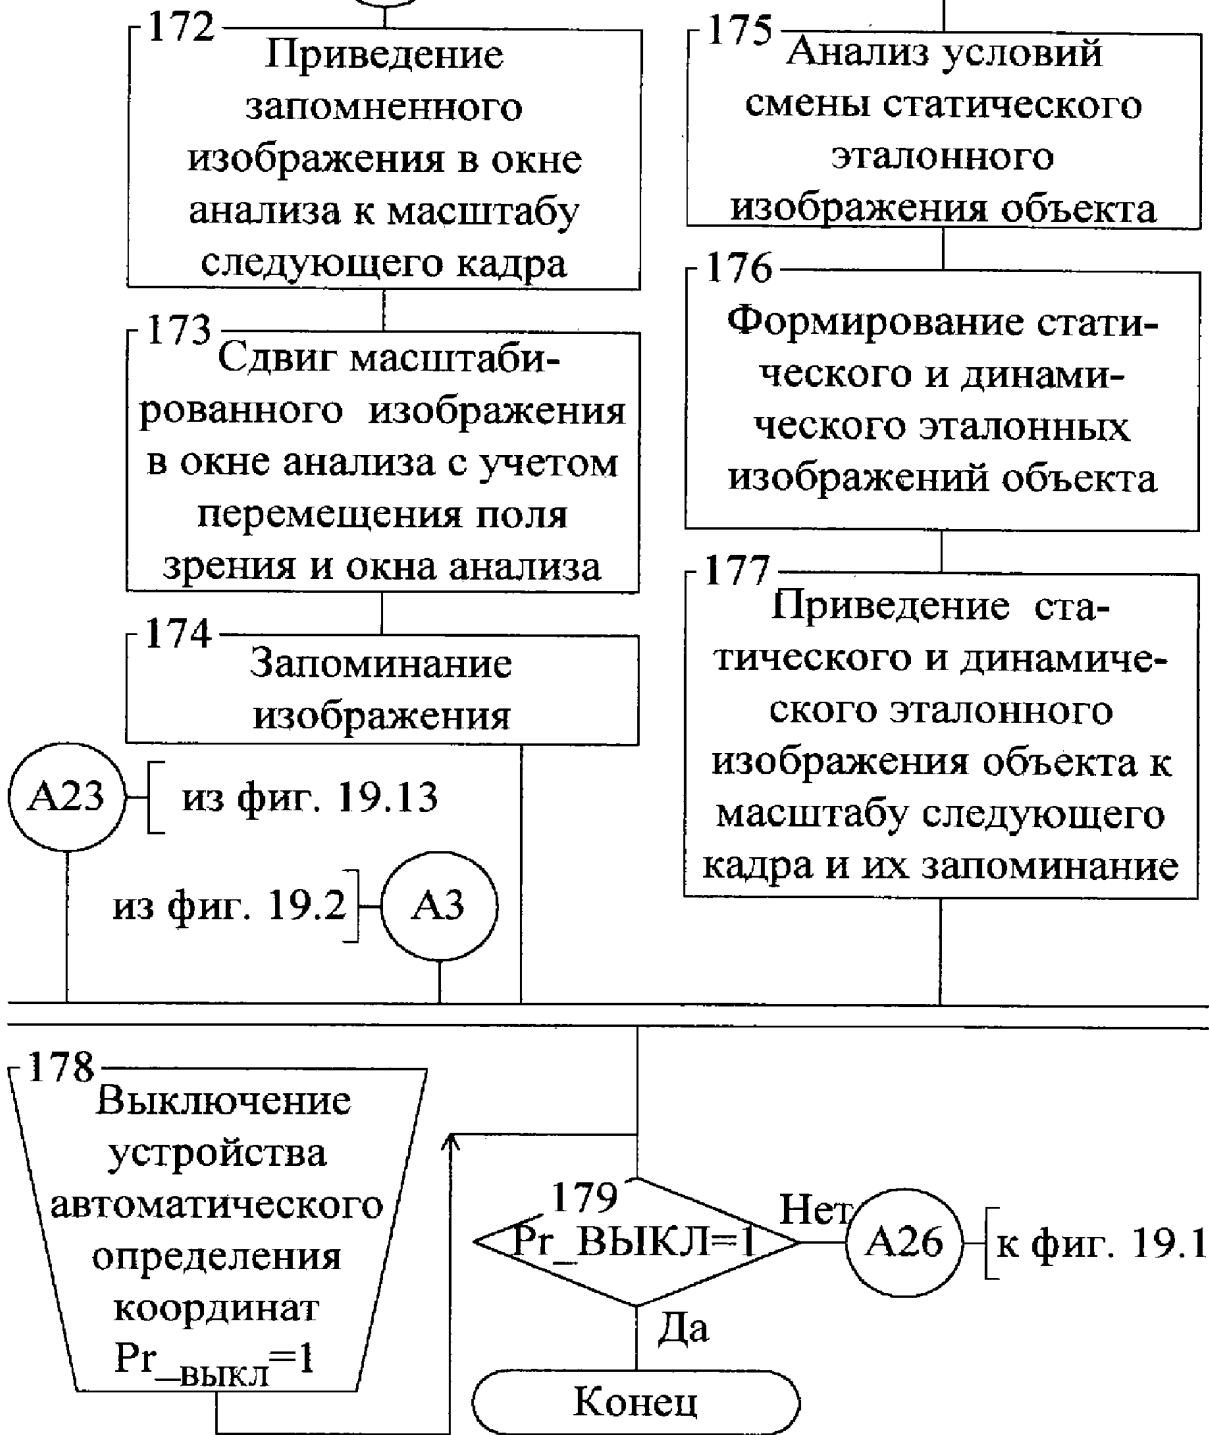 172
Приведение
запомненного
изображения в окне
анализа к масштабу
следующего кадра
173
Сдвиг масштаби-
рованного изображения
в окне анализа с учетом
перемещения поля
зрения и окна анализа
174
Запоминание
изображения
175
Анализ условий
смены статического
эталонного
изображения объекта
176
Формирование стати-
ческого и динами-
ческого эталонных
изображений объекта
177
Приведение ста-
тического и динамиче-
ского эталонного
изображения объекта к
масштабу следующего
кадра и их запоминание
А23 из фиг. 19.13
из фиг. 19.2 А3
178
Выключение
устройства
автоматического
определения
координат
Pr_ВЫКЛ=1
179
Pr_ВЫКЛ=1
Нет
А26 к фиг. 19.1
Да
Конец